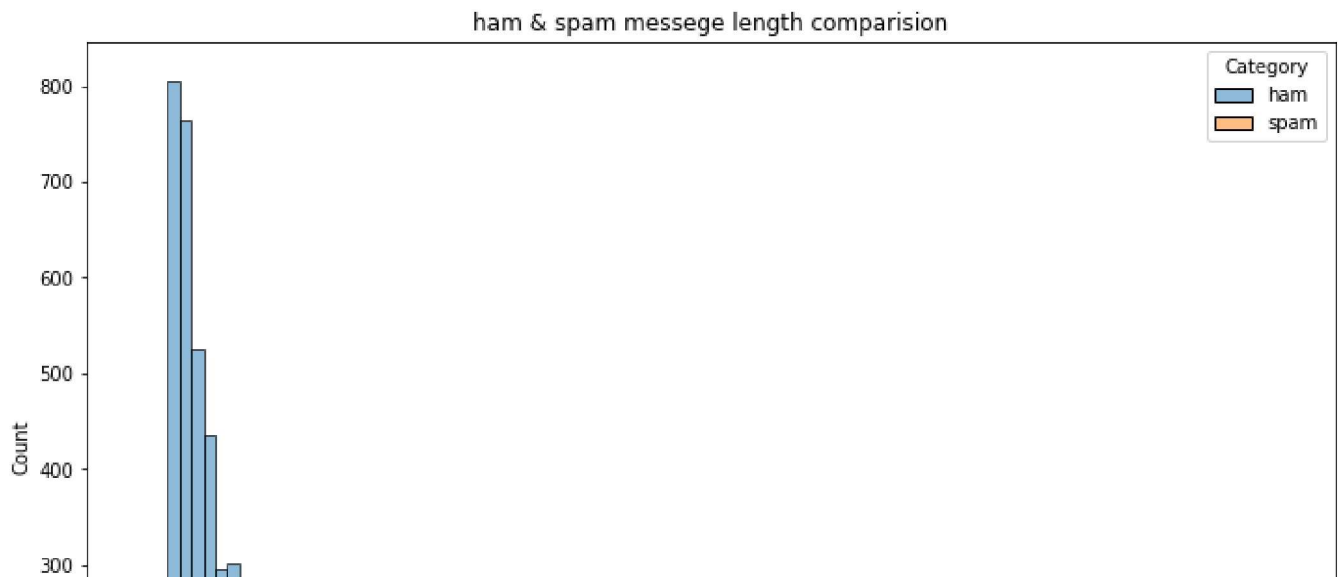 ham & spam messege length comparision
Category
ham
spam
800
700
600
500
400
300
Count